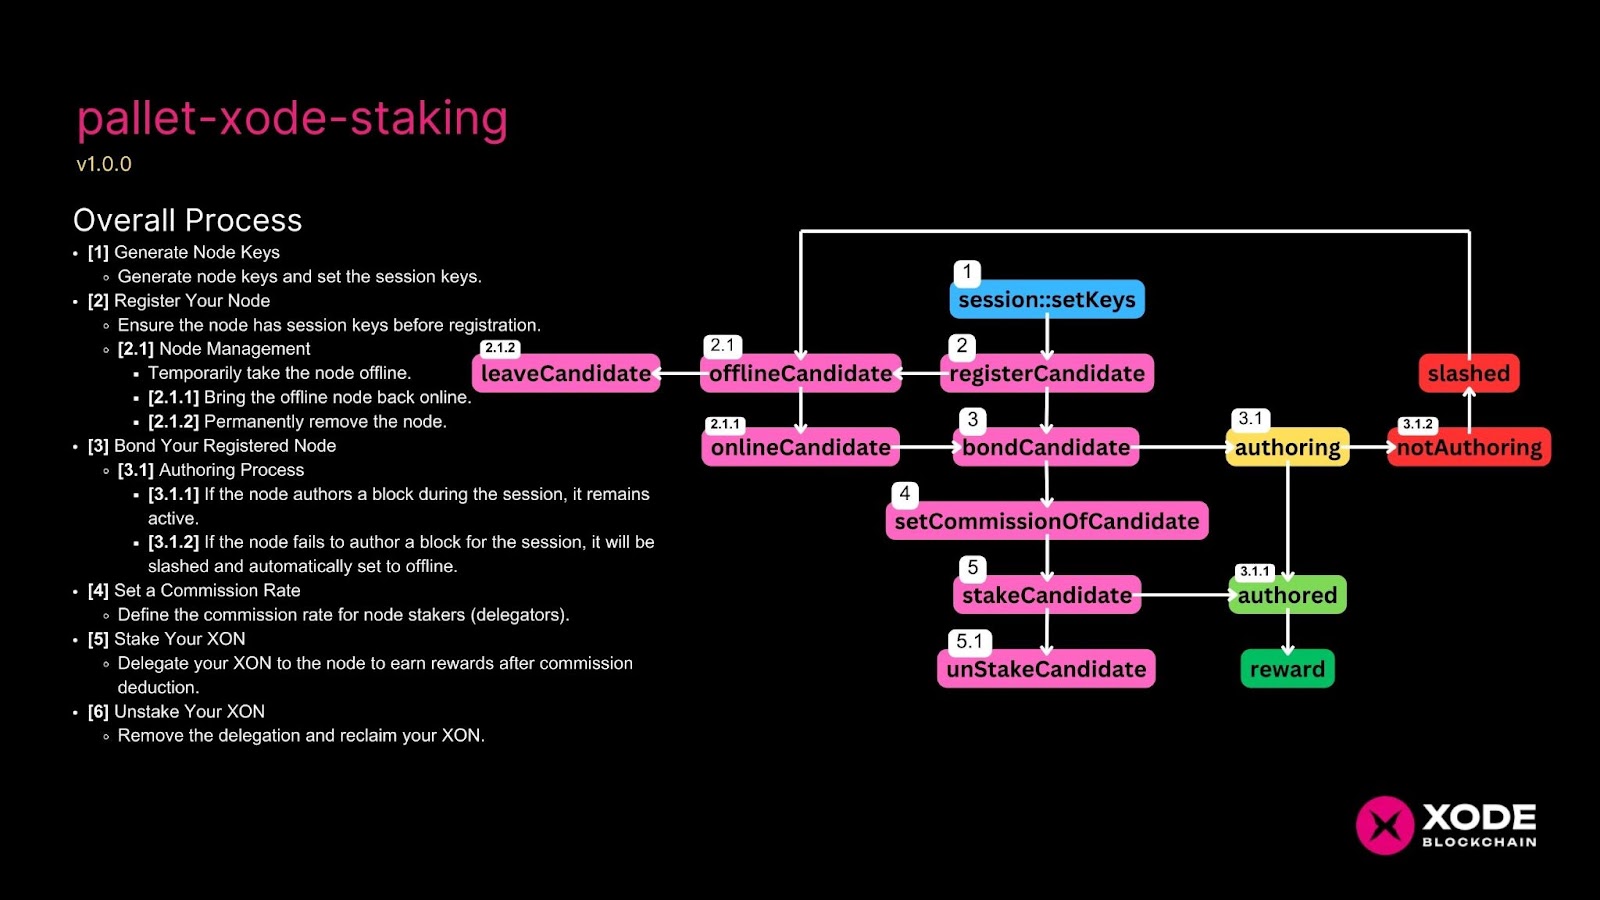 pallet-xode-staking
v1.0.0
Overall Process
• [1] Generate Node Keys
◦ Generate node keys and set the session keys.
• [2] Register Your Node
◦ Ensure the node has session keys before registration.
◦ [2.1] Node Management
▪ Temporarily take the node offline.
▪ [2.1.1] Bring the offline node back online.
▪ [2.1.2] Permanently remove the node.
• [3] Bond Your Registered Node
◦ [3.1] Authoring Process
▪ [3.1.1] If the node authors a block during the session, it remains
active.
▪ [3.1.2] If the node fails to author a block for the session, it will be
slashed and automatically set to offline.
• [4] Set a Commission Rate
◦ Define the commission rate for node stakers (delegators).
• [5] Stake Your XON
◦ Delegate your XON to the node to earn rewards after commission
deduction.
• [6] Unstake Your XON
◦ Remove the delegation and reclaim your XON.
1
session::setKeys
2.1.2
leaveCandidate
2.1
offlineCandidate
2
registerCandidate
slashed
2.1.1
onlineCandidate
3
bondCandidate
3.1
authoring
3.1.2
notAuthoring
4
setCommissionOfCandidate
5
stakeCandidate
3.1.1
authored
5.1
unStakeCandidate
reward
XODE
BLOCKCHAIN